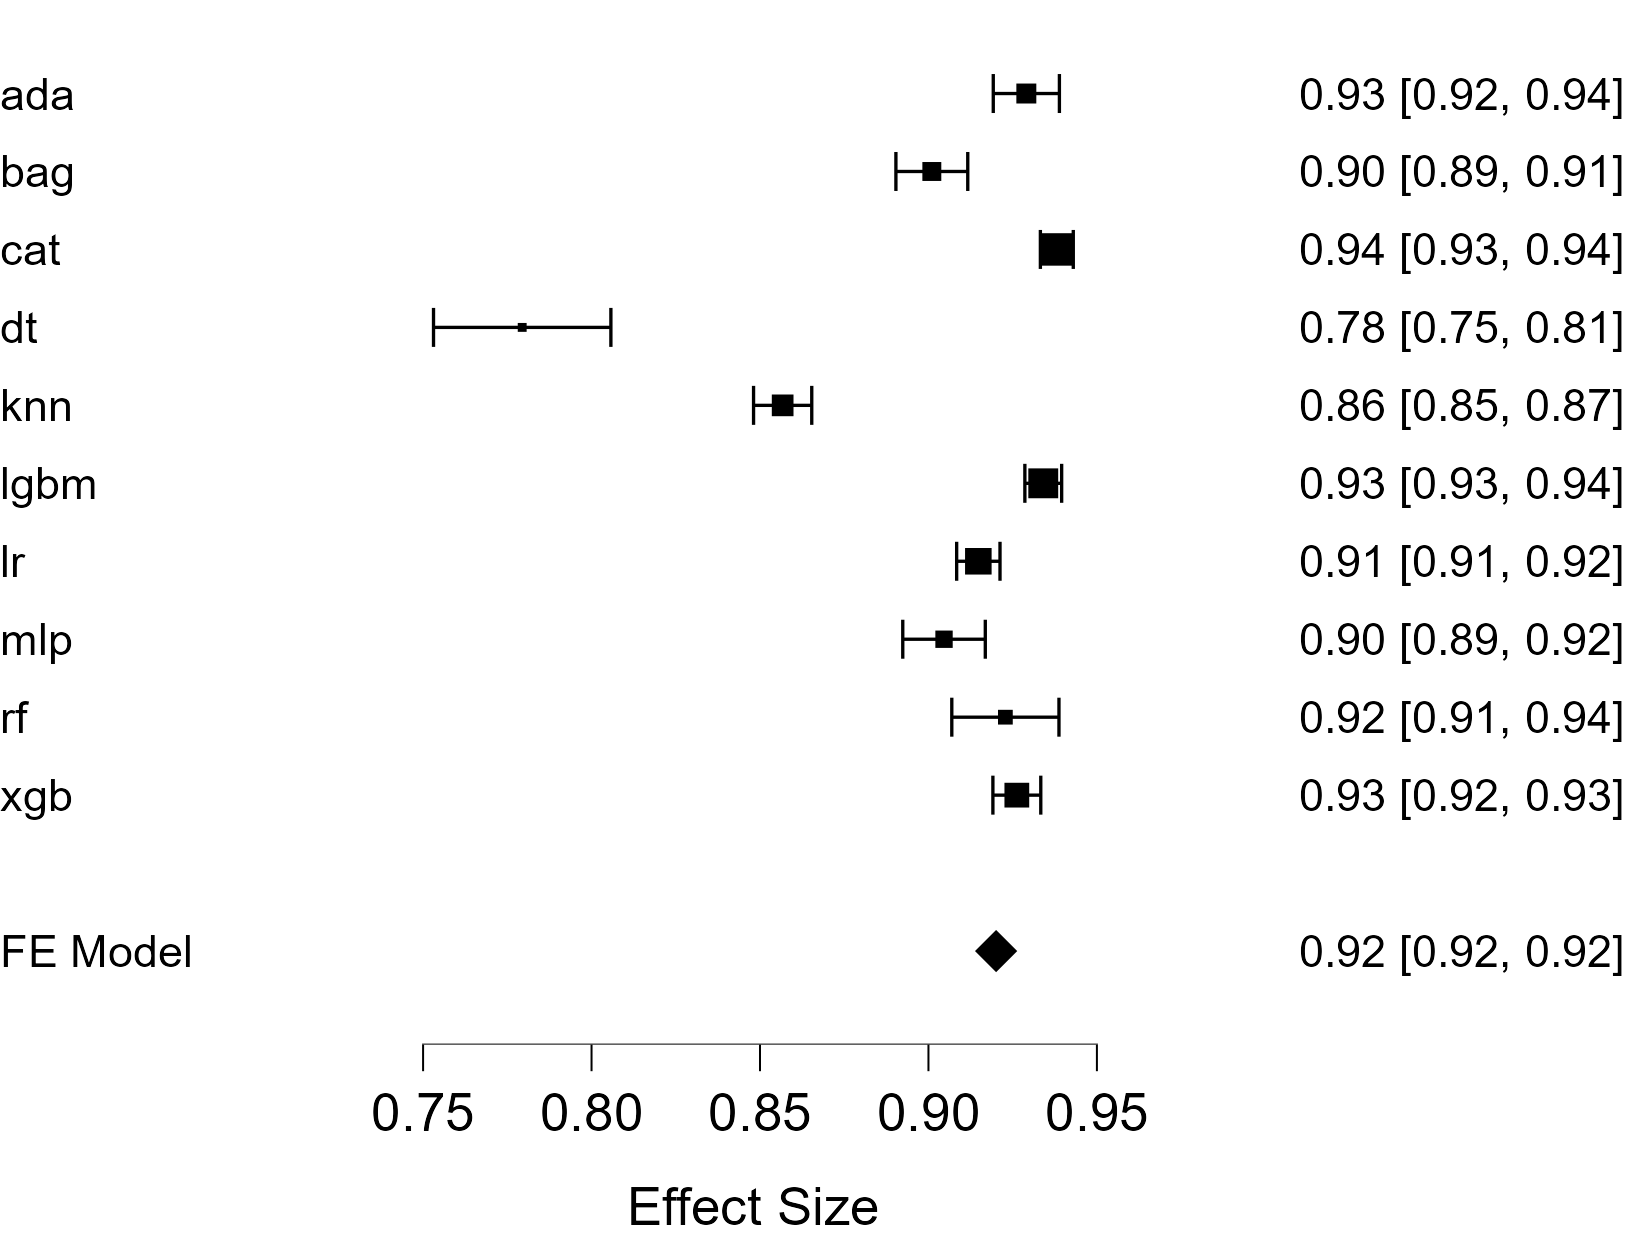 ada 0.93 [0.92, 0.94]
bag 0.90 [0.89, 0.91]
cat 0.94 [0.93, 0.94]
dt 0.78 [0.75, 0.81]
knn 0.86 [0.85, 0.87]
lgbm 0.93 [0.93, 0.94]
lr 0.91 [0.91, 0.92]
mlp 0.90 [0.89, 0.92]
rf 0.92 [0.91, 0.94]
xgb 0.93 [0.92, 0.93]
FE Model 0.92 [0.92, 0.92]
0.75 0.80 0.85 0.90 0.95
Effect Size